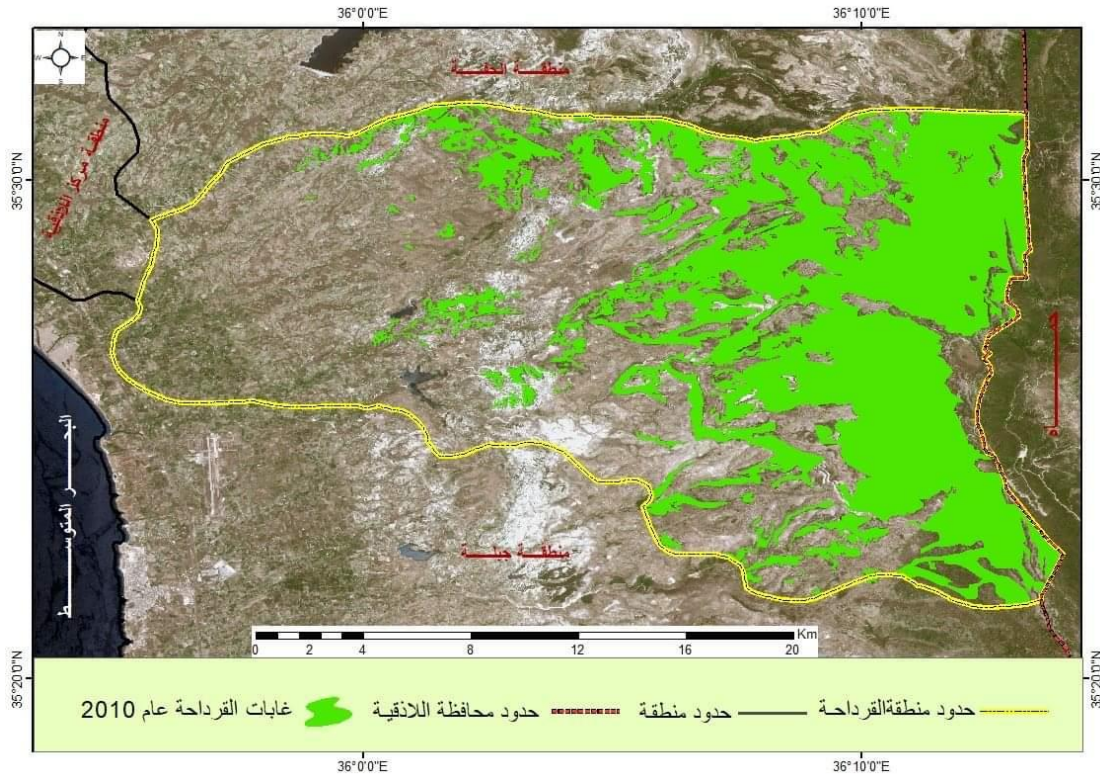 36°0'0"E 36°10'0"E
N
W E
S
منطقة الحفة
منطقة مركز اللاذقية
35°30'0"N 35°30'0"N
حماة
البحر المتوسط
منطقة جبلة
0 2 4 8 12 16 20 Km
35°20'0"N 35°20'0"N
حدود منطقةالقرداحة حدود منطقة حدود محافظة اللاذقية غابات القرداحة عام 2010
36°0'0"E 36°10'0"E